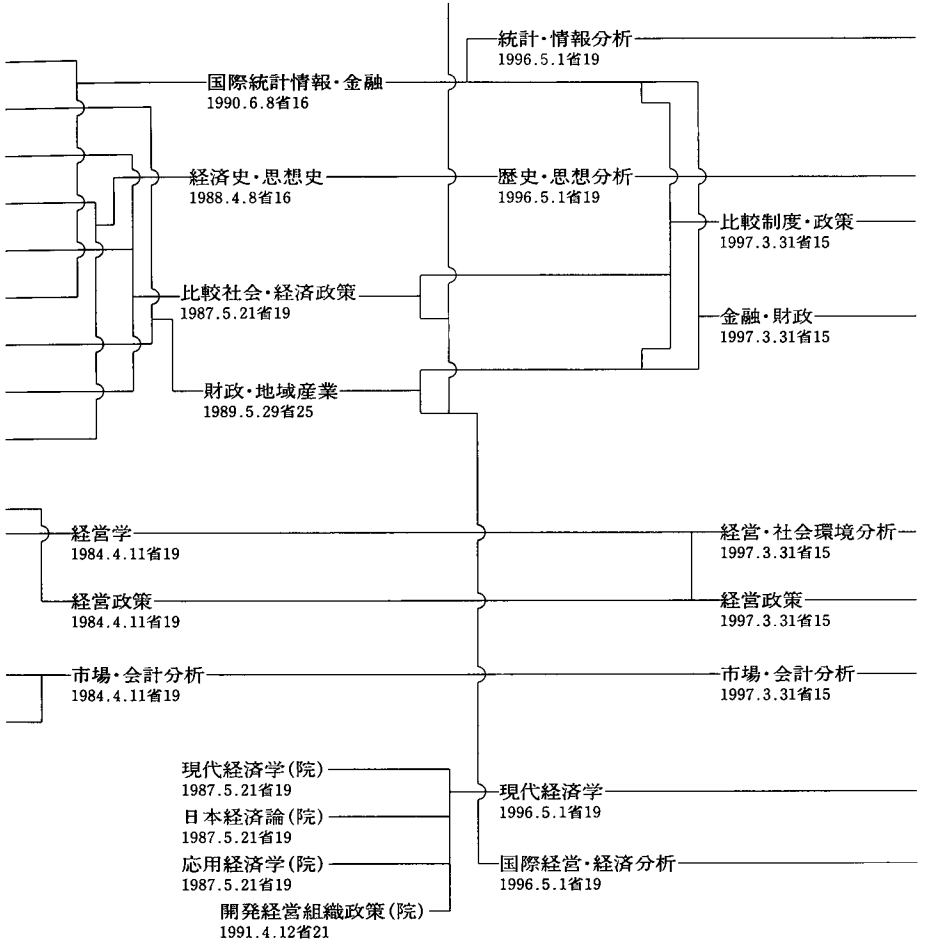 統計・情報分析
1996.5.1省19
国際統計情報・金融
1990.6.8省16
経済史・思想史
1988.4.8省16
歴史・思想分析
1996.5.1省19
比較制度・政策
1997.3.31省15
比較社会・経済政策
1987.5.21省19
金融・財政
1997.3.31省15
財政・地域産業
1989.5.29省25
経営学
1984.4.11省19
経営・社会環境分析
1997.3.31省15
経営政策
1984.4.11省19
経営政策
1997.3.31省15
市場・会計分析
1984.4.11省19
市場・会計分析
1997.3.31省15
現代経済学(院)
1987.5.21省19
現代経済学
1996.5.1省19
日本経済論(院)
1987.5.21省19
応用経済学(院)
1987.5.21省19
国際経営・経済分析
1996.5.1省19
開発経営組織政策(院)
1991.4.12省21